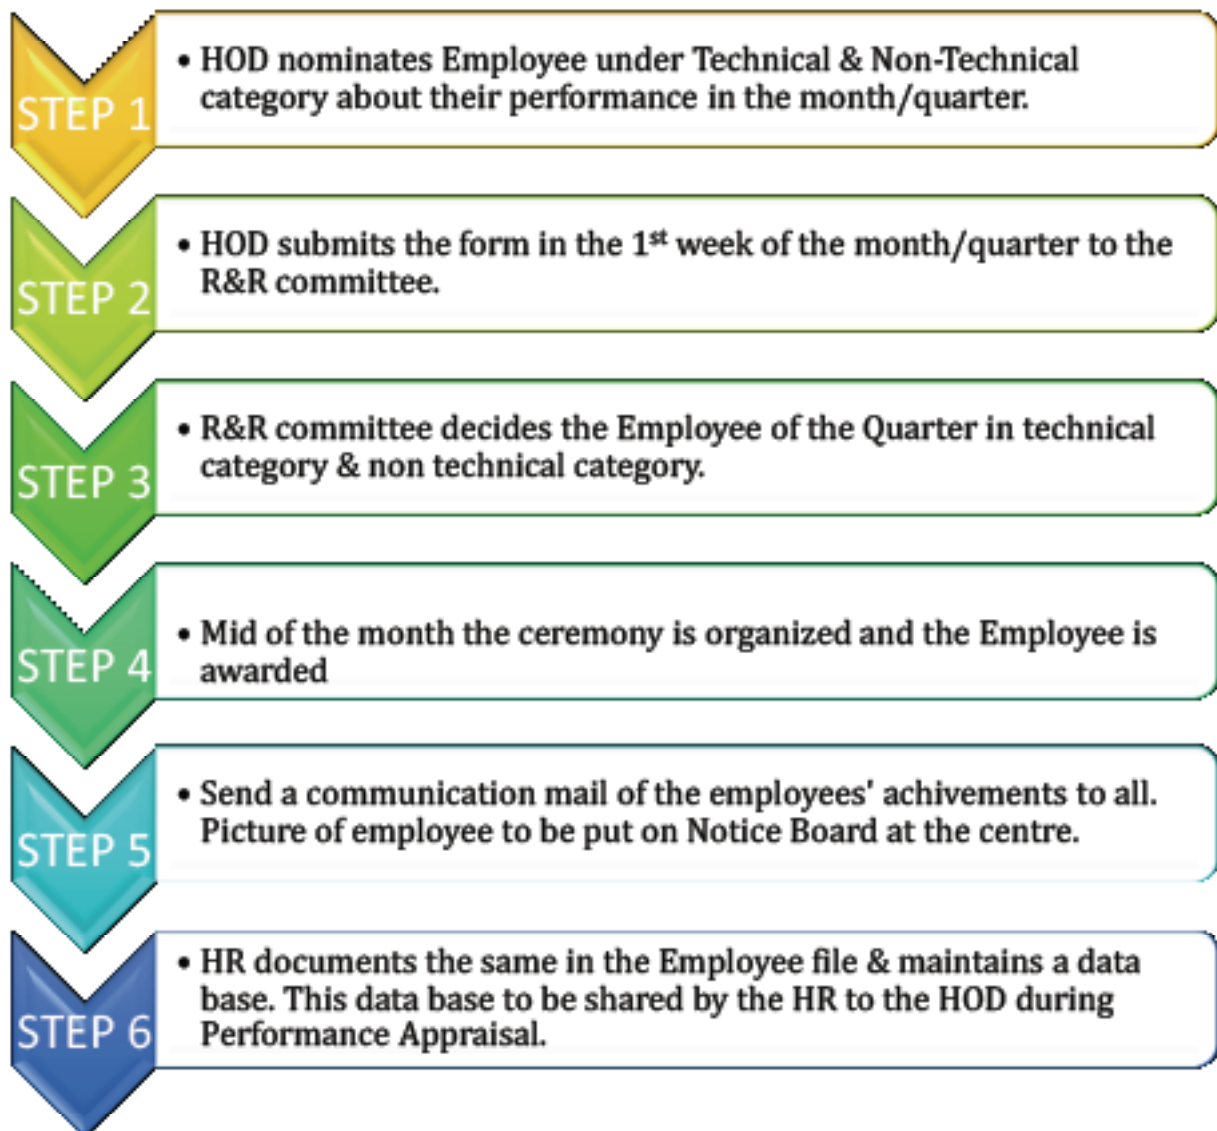 STEP 1
• HOD nominates Employee under Technical & Non-Technical
category about their performance in the month/quarter.
STEP 2
• HOD submits the form in the 1st week of the month/quarter to the
R&R committee.
STEP 3
• R&R committee decides the Employee of the Quarter in technical
category & non technical category.
STEP 4
• Mid of the month the ceremony is organized and the Employee is
awarded
STEP 5
• Send a communication mail of the employees' achivements to all.
Picture of employee to be put on Notice Board at the centre.
STEP 6
• HR documents the same in the Employee file & maintains a data
base. This data base to be shared by the HR to the HOD during
Performance Appraisal.